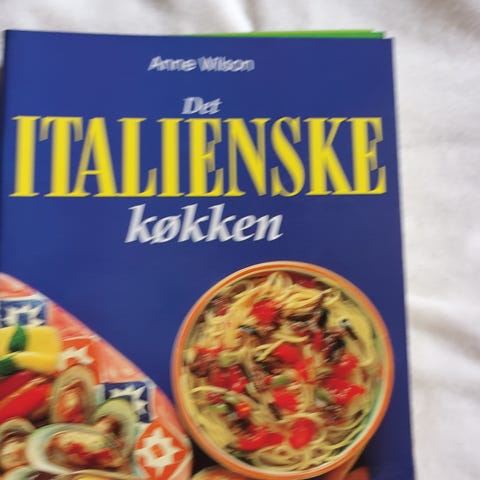 Anne Wilson
Det
ITALIENSKE
køkken